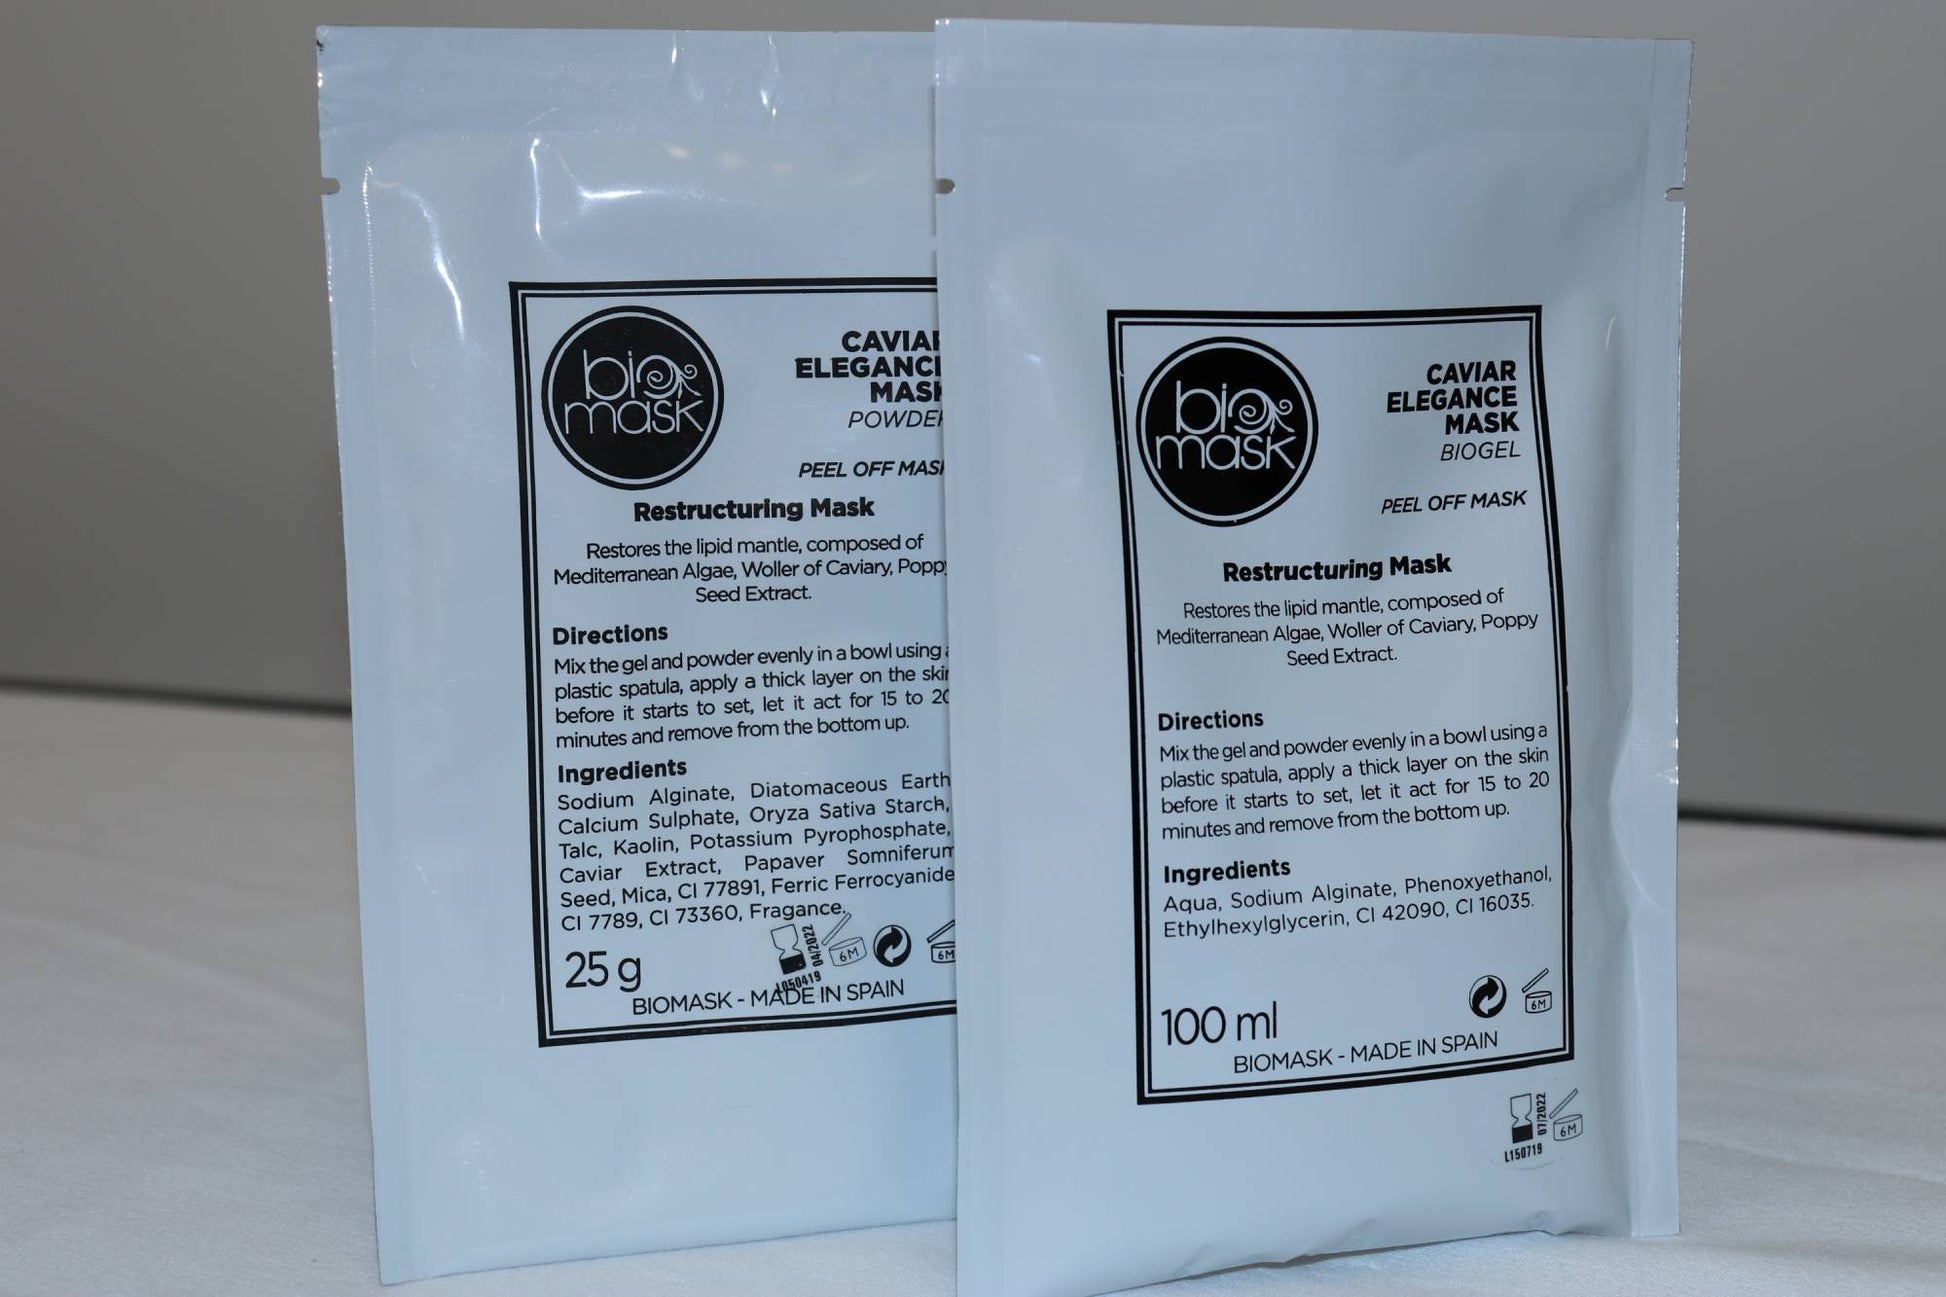 bio
mask
CAVIAR
ELEGANCE
MASK
POWDER
PEEL OFF MASK
Restructuring Mask
Restores the lipid mantle, composed of
Mediterranean Algae, Woller of Caviary, Poppy
Seed Extract.
Directions
Mix the gel and powder evenly in a bowl using a
plastic spatula, apply a thick layer on the skin
before it starts to set, let it act for 15 to 20
minutes and remove from the bottom up.
Ingredients
Sodium Alginate, Diatomaceous Earth
Calcium Sulphate, Oryza Sativa Starch,
Talc, Kaolin, Potassium Pyrophosphate,
Caviar Extract, Papaver Somniferum
Seed, Mica, CI 77891, Ferric Ferrocyanide
CI 7789, CI 73360, Fragance.
04/2022
6M
6M
L050419
25 g
BIOMASK - MADE IN SPAIN
bio
mask
CAVIAR
ELEGANCE
MASK
BIOGEL
PEEL OFF MASK
Restructuring Mask
Restores the lipid mantle, composed of
Mediterranean Algae, Woller of Caviary, Poppy
Seed Extract.
Directions
Mix the gel and powder evenly in a bowl using a
plastic spatula, apply a thick layer on the skin
before it starts to set, let it act for 15 to 20
minutes and remove from the bottom up.
Ingredients
Aqua, Sodium Alginate, Phenoxyethanol,
Ethylhexylglycerin, CI 42090, CI 16035.
6M
100 ml
BIOMASK - MADE IN SPAIN
07/2022
6M
L150719